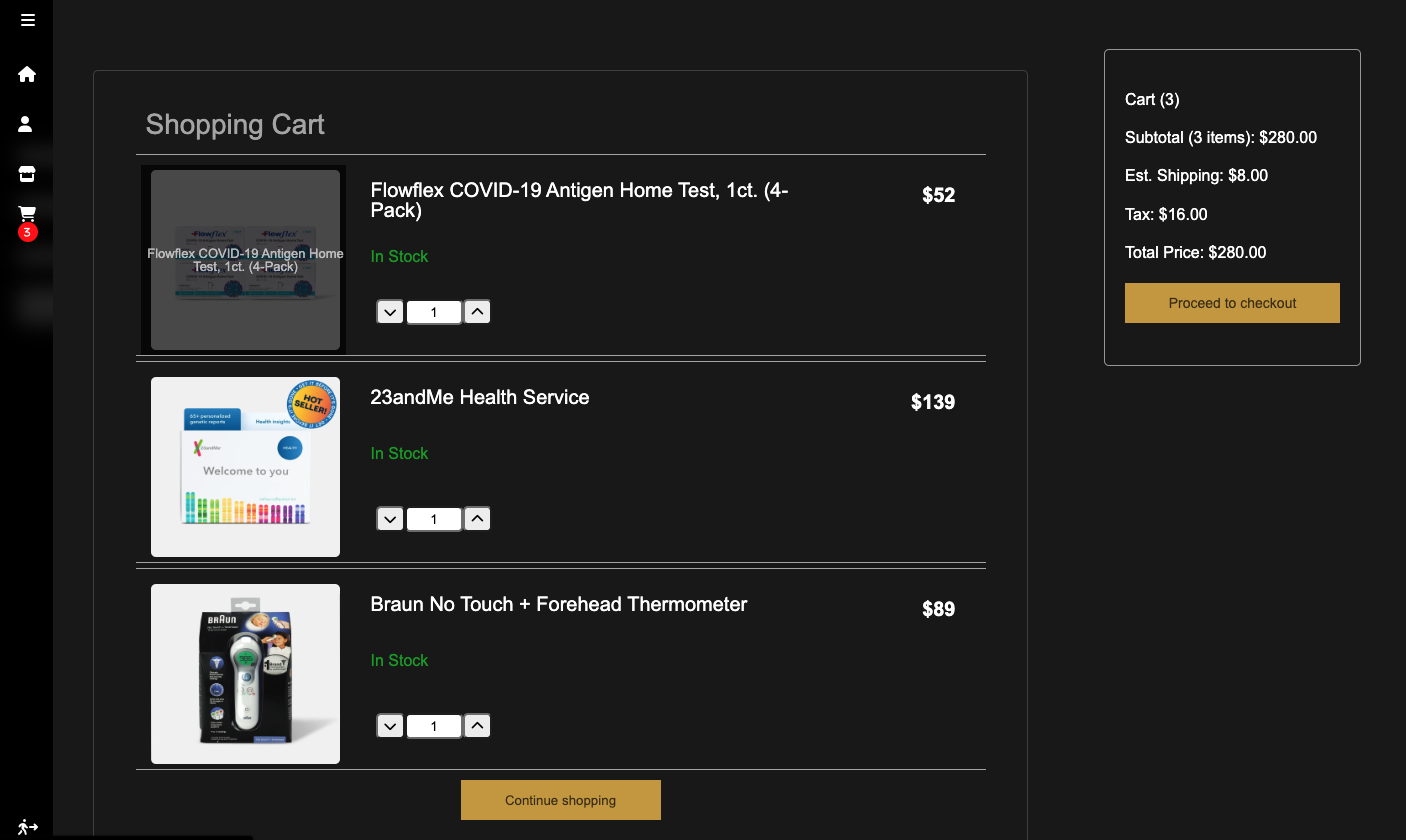 3
Shopping Cart
Flowflex
Flowflex COVID-19 Antigen Home
Test, 1ct. (4-Pack)
Flowflex COVID-19 Antigen Home Test, 1ct. (4-
Pack)
$52
In Stock
1
HOT
SELLER!
65+ personalized
genetic reports
Health insights
23andMe
HEALTH
Welcome to you
23andMe Health Service
$139
In Stock
1
BRAUN
Braun No Touch + Forehead Thermometer
$89
In Stock
1
Continue shopping
Cart (3)
Subtotal (3 items): $280.00
Est. Shipping: $8.00
Tax: $16.00
Total Price: $280.00
Proceed to checkout